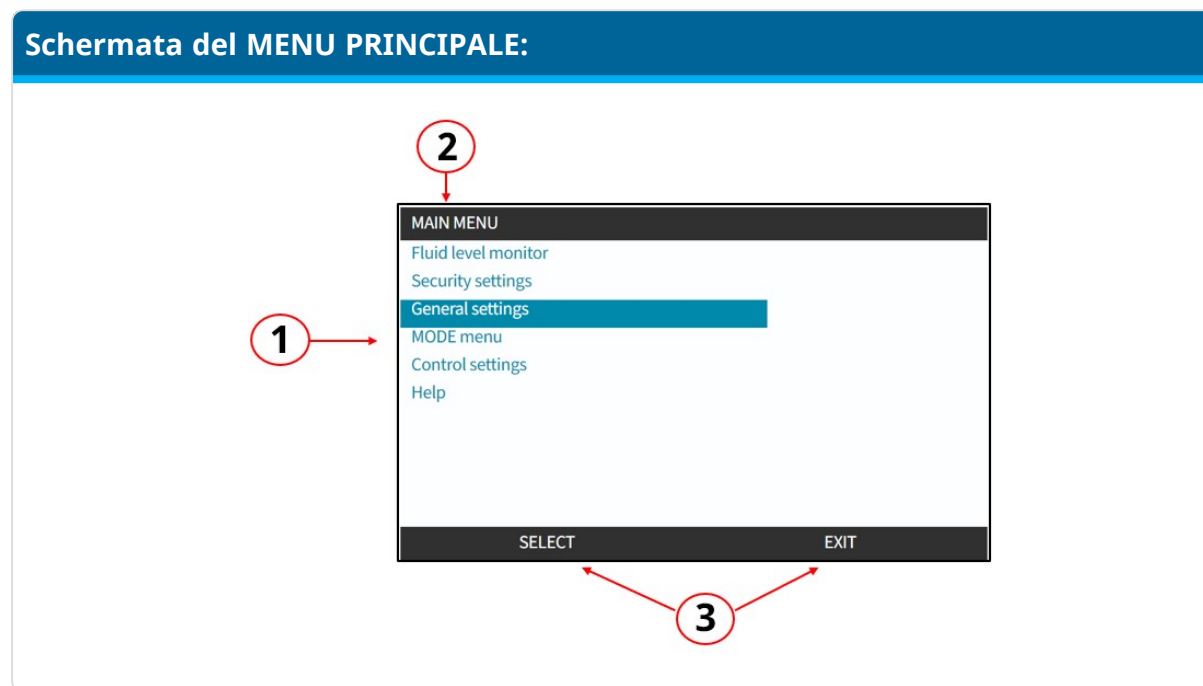 Schermata del MENU PRINCIPALE:
2
MAIN MENU
Fluid level monitor
Security settings
General settings
1
MODE menu
Control settings
Help
SELECT EXIT
3